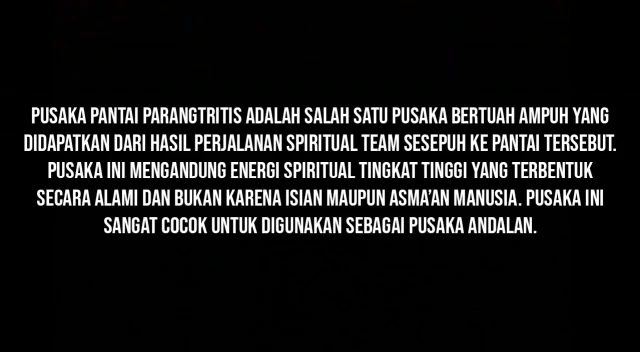 PUSAKA PANTAI PARANGTRITIS ADALAH SALAH SATU PUSAKA BERTUAH AMPUH YANG
DIDAPATKAN DARI HASIL PERJALANAN SPIRITUAL TEAM SESEPUH KE PANTAI TERSEBUT.
PUSAKA INI MENGANDUNG ENERGI SPIRITUAL TINGKAT TINGGI YANG TERBENTUK
SECARA ALAMI DAN BUKAN KARENA ISIAN MAUPUN ASMA’AN MANUSIA. PUSAKA INI
SANGAT COCOK UNTUK DIGUNAKAN SEBAGAI PUSAKA ANDALAN.